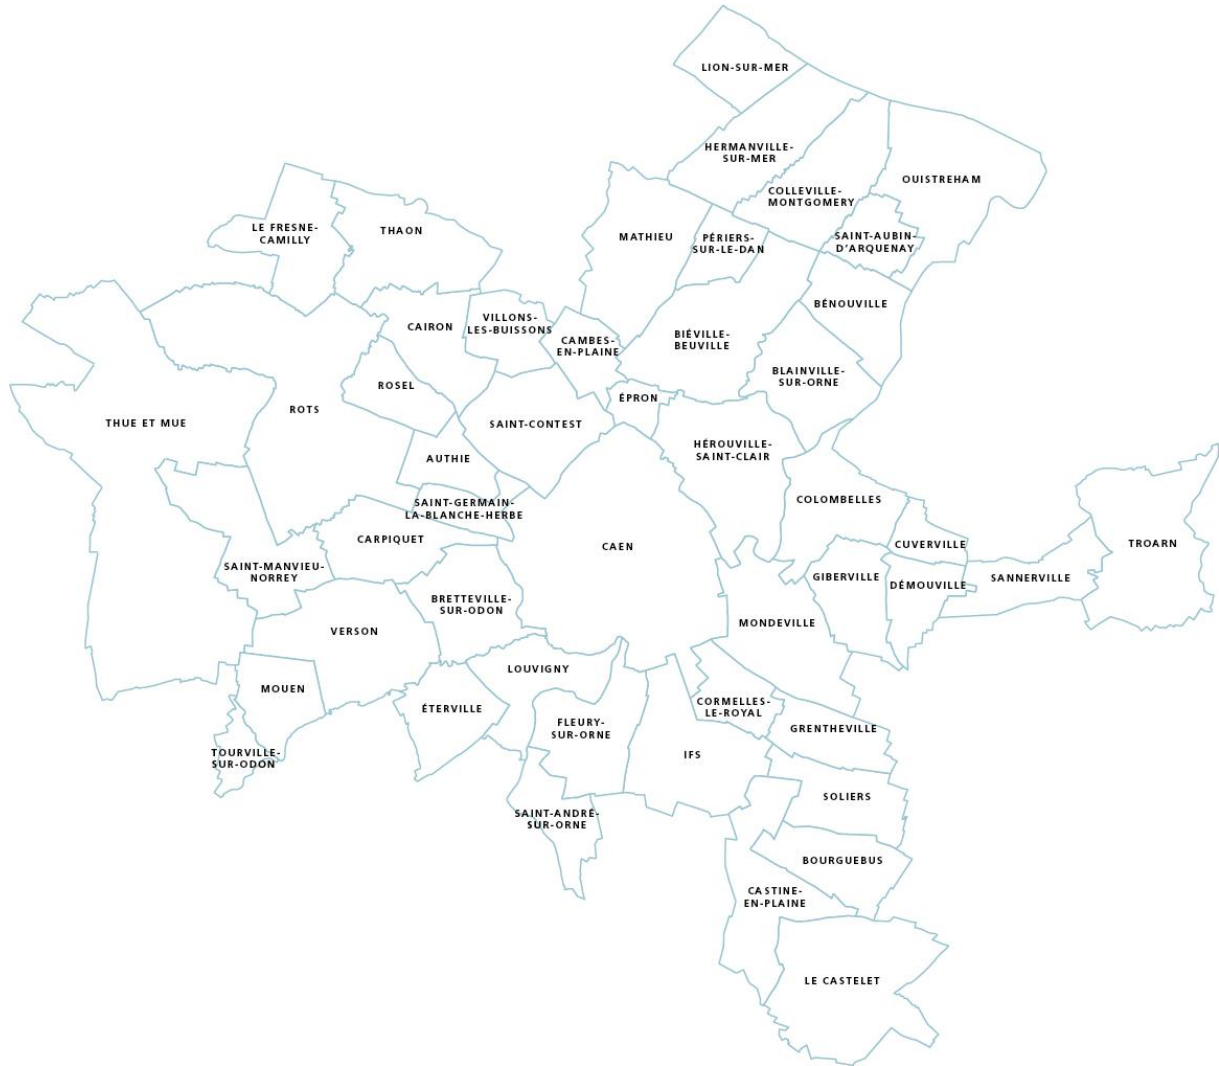 LION-SUR-MER
HERMANVILLE-
SUR-MER
COLLEVILLE-
MONTGOMERY
OUISTREHAM
LE FRESNE-
CAMILLY
THAON
MATHIEU
PÉRIERS-
SUR-LE-DAN
SAINT-AUBIN-
D'ARQUENAY
BÉNOUVILLE
CAIRON
VILLONS-
LES-BUISSONS
CAMBES-
EN-PLAINE
BIÉVILLE-
BEUVILLE
BLAINVILLE-
SUR-ORNE
ROSEL
ÉPRON
THUE ET MUE
ROTS
SAINT-CONTEST
HÉROUVILLE-
SAINT-CLAIR
AUTHIE
SAINT-GERMAIN-
LA-BLANCHE-HERBE
COLOMBELLES
CARPIQUET
CAEN
CUVERVILLE
TROARN
SAINT-MANVIEU-
NORREY
GIBERVILLE
DÉMOUVILLE
SANNERVILLE
BRETTEVILLE-
SUR-ODON
VERSON
MONDEVILLE
LOUVIGNY
MOUEN
ÉTERVILLE
CORMELLES-
LE-ROYAL
FLEURY-
SUR-ORNE
GRENTHEVILLE
TOURVILLE-
SUR-ODON
IFS
SOLIERS
SAINT-ANDRÉ-
SUR-ORNE
BOURGUEBUS
CASTINE-
EN-PLAINE
LE CASTELET